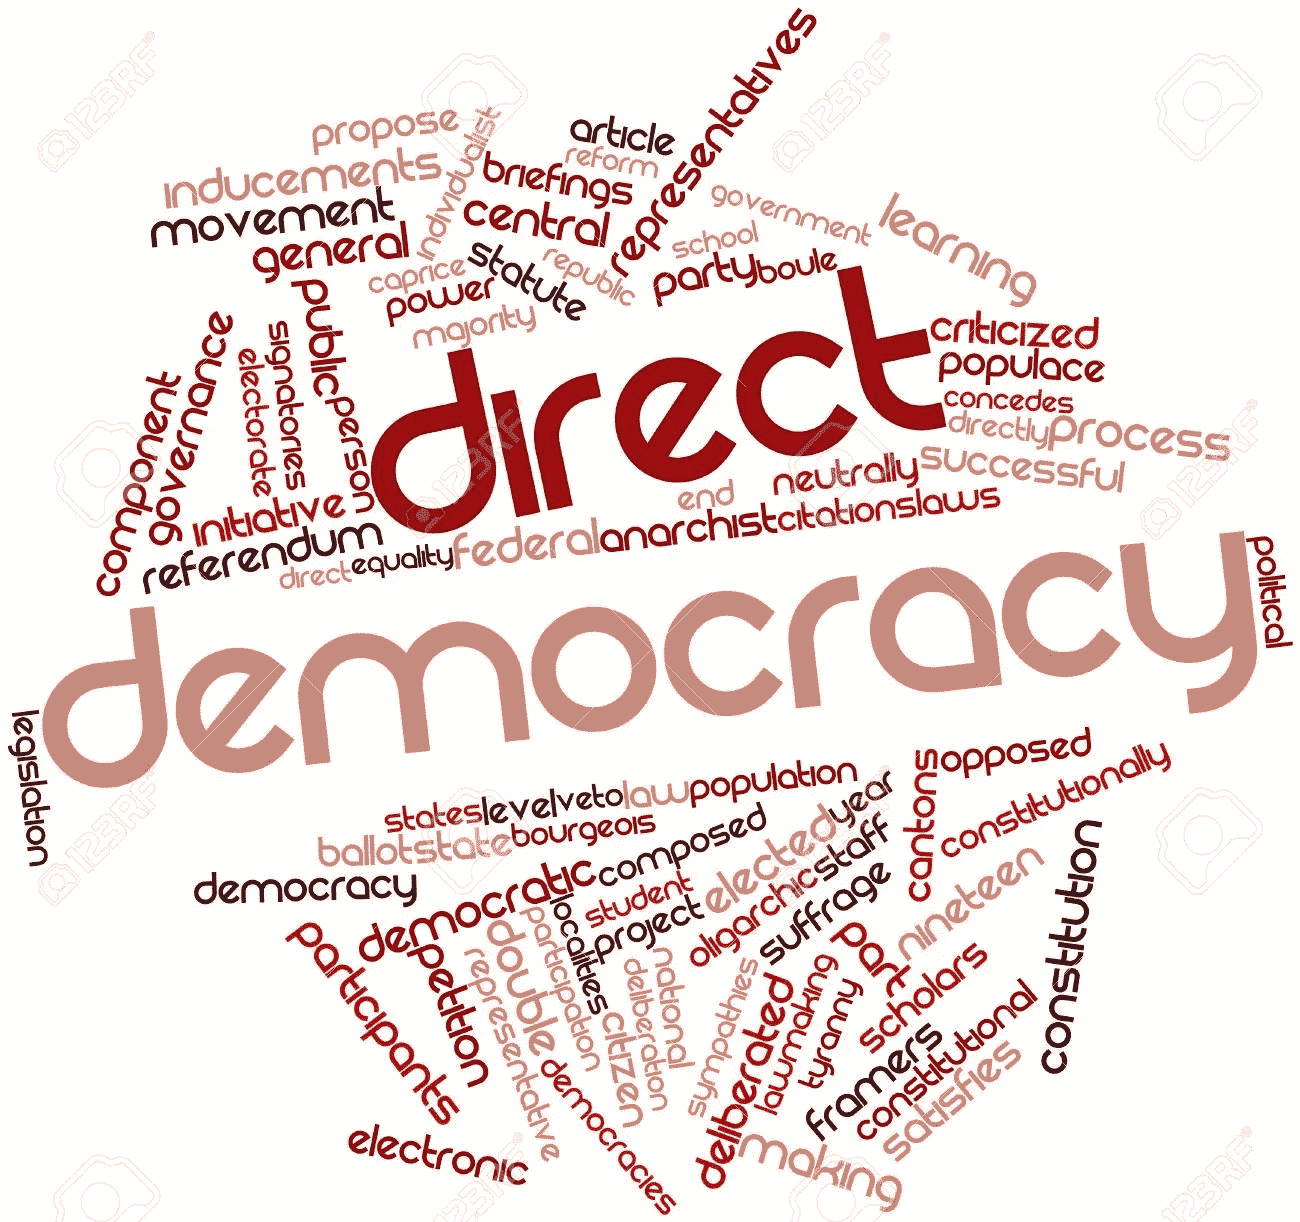 representatives
propose
individualist
article
reform
inducements
briefings
movement
central
government
learning
general
statute
school
republic
caprice
party
boule
power
majority
public
direct
criticized
populace
governance
signatories
electorate
component
person
concedes
directly
process
successful
neutrally
end
initiative
referendum
direct
equality
federal
anarchist
citations
laws
democracy
political
legislation
states
level
veto
law
population
year
cantons
opposed
constitutionally
ballot
state
bourgeois
composed
elected
staff
democracy
democratic
localities
student
project
oligarchic
suffrage
nineteen
constitution
participants
petition
representative
double
participation
citizen
deliberation
national
sympathies
deliberated
lawmaking
tyranny
part
scholars
framers
constitutional
satisfies
electronic
democracies
making
123RF